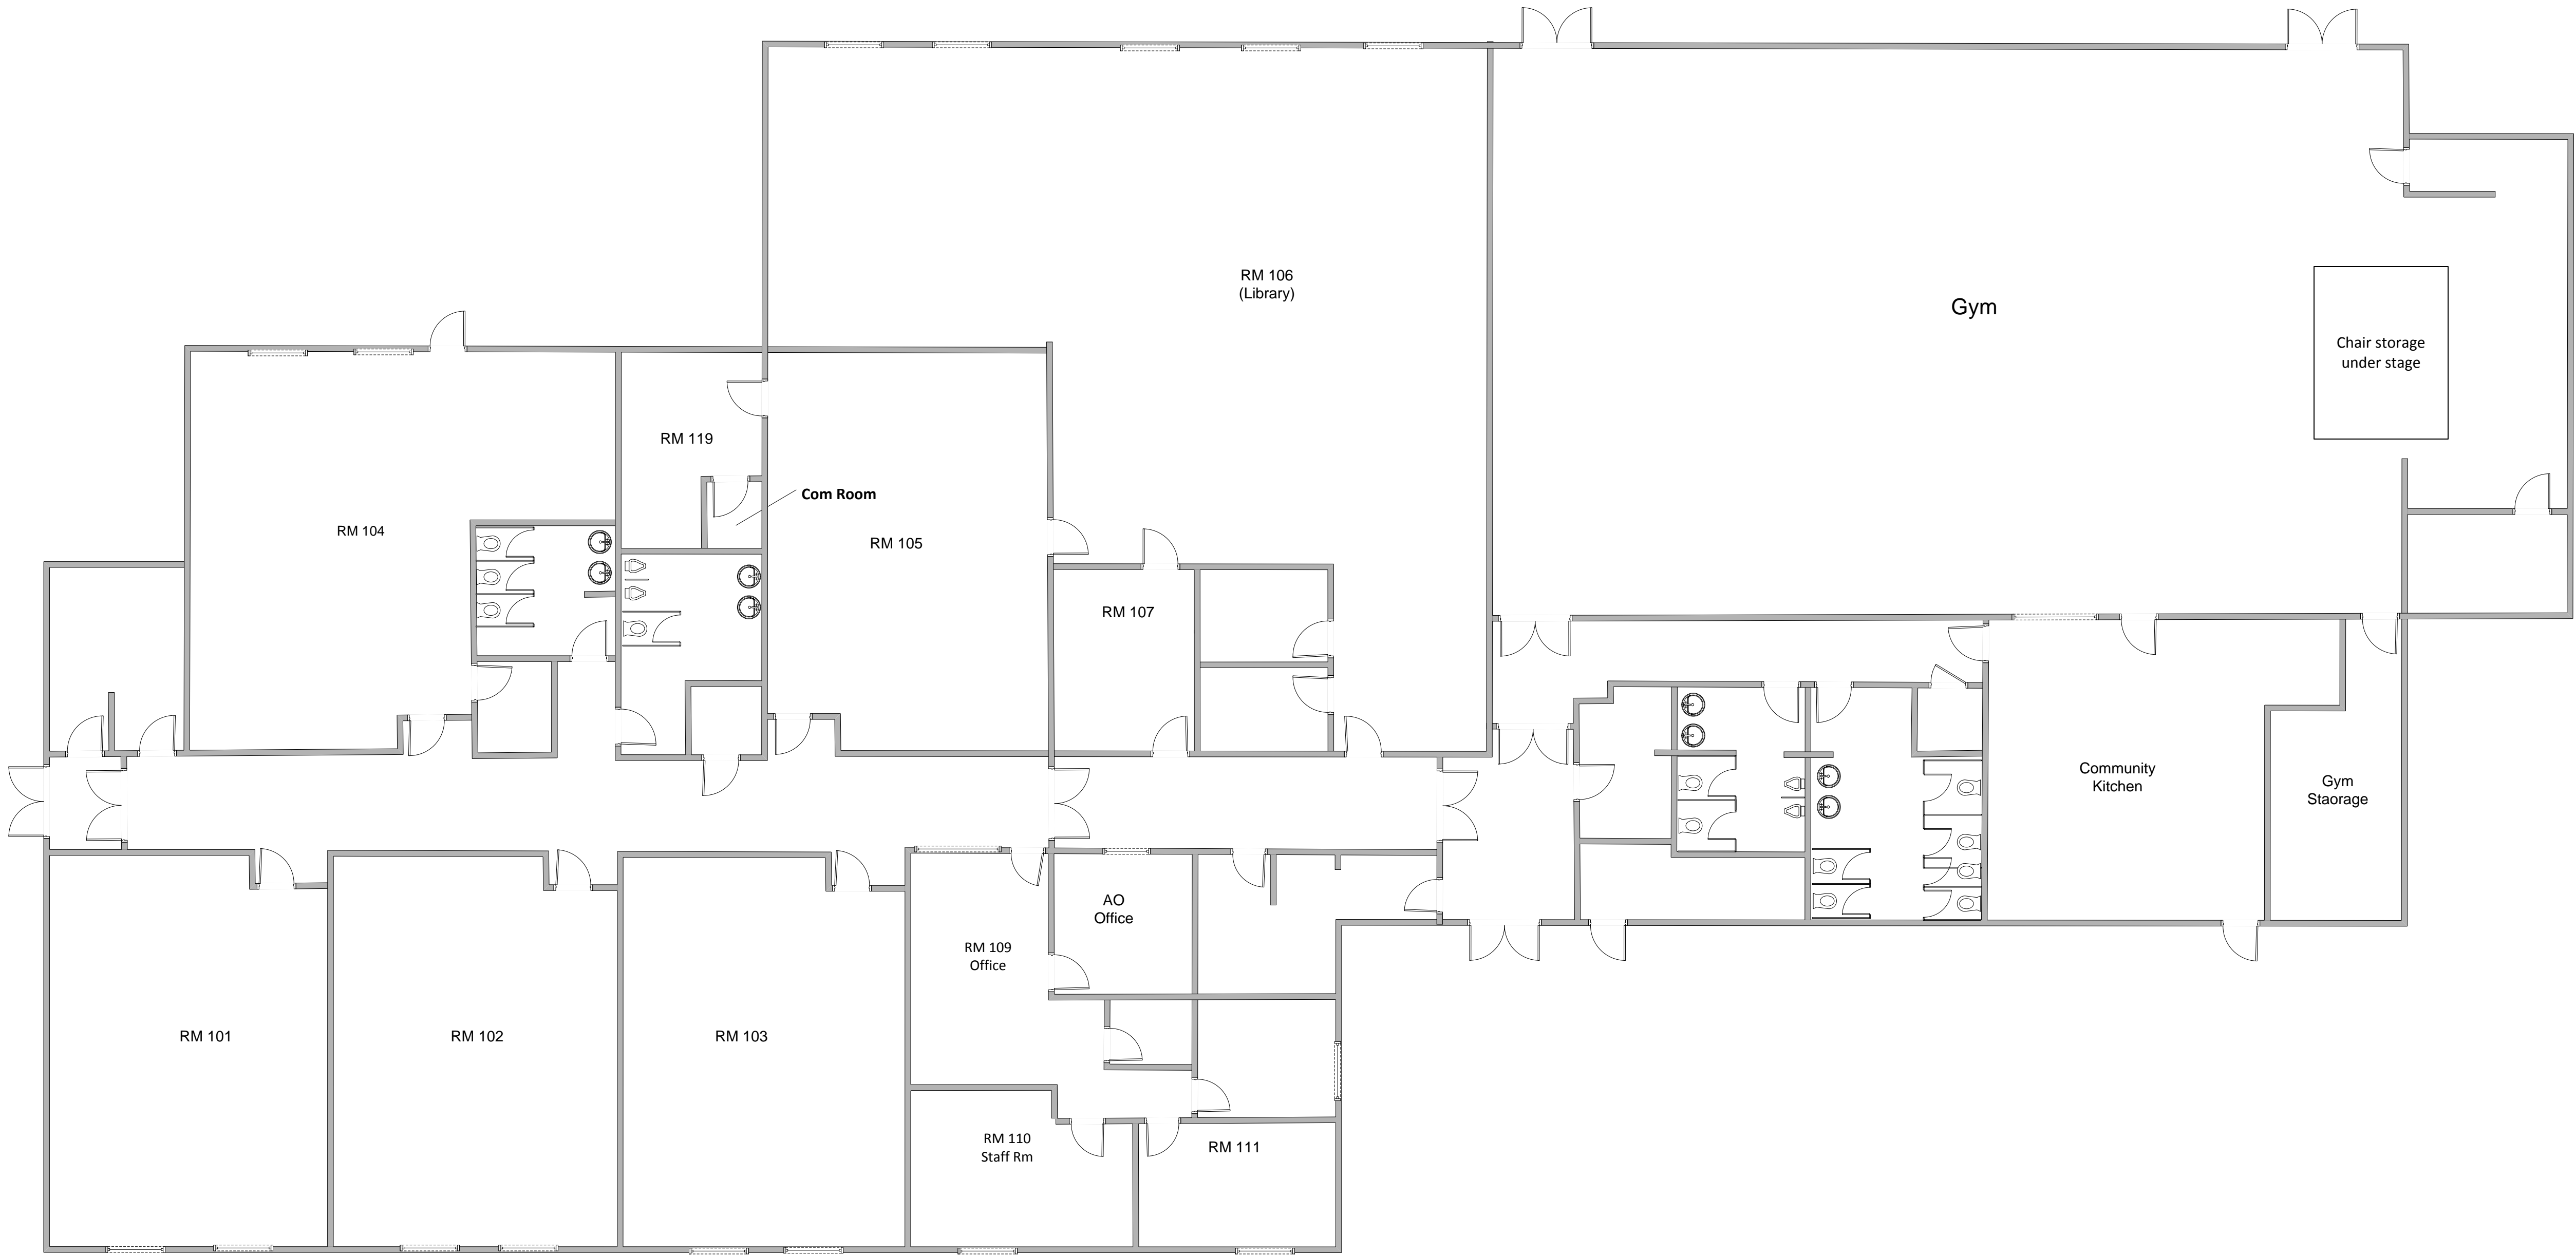 RM 106
(Library)
Gym
Chair storage
under stage
RM 119
Com Room
RM 104
RM 105
RM 107
Community
Kitchen
Gym
Staorage
AO
Office
RM 109
Office
RM 101
RM 102
RM 103
RM 110
Staff Rm
RM 111